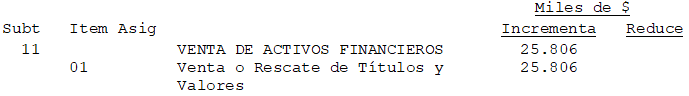 Miles de $
Subt Item Asig Incrementa Reduce
11 VENTA DE ACTIVOS FINANCIEROS 25.806
01 Venta o Rescate de Títulos y 25.806
Valores